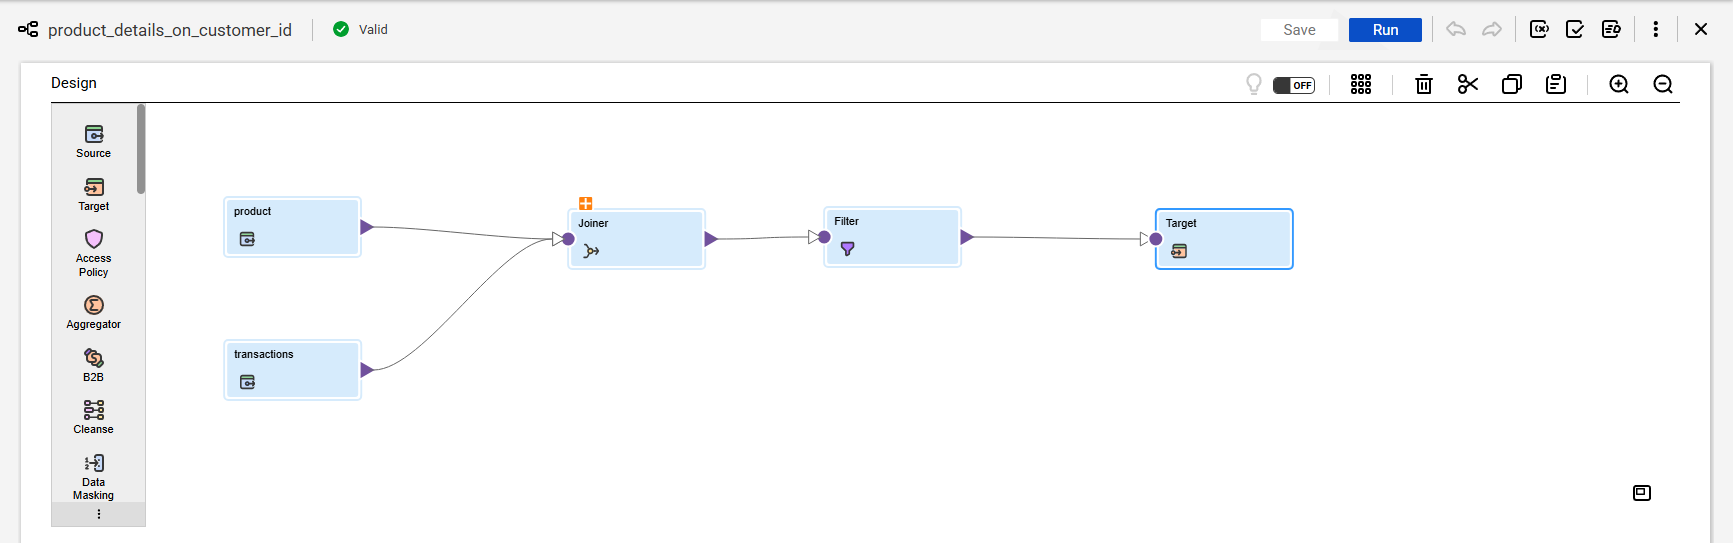 product_details_on_customer_id
Valid
Save
Run
Design
OFF
Source
Target
Access
Policy
Aggregator
B2B
Cleanse
Data
Masking
product
transactions
Joiner
Filter
Target